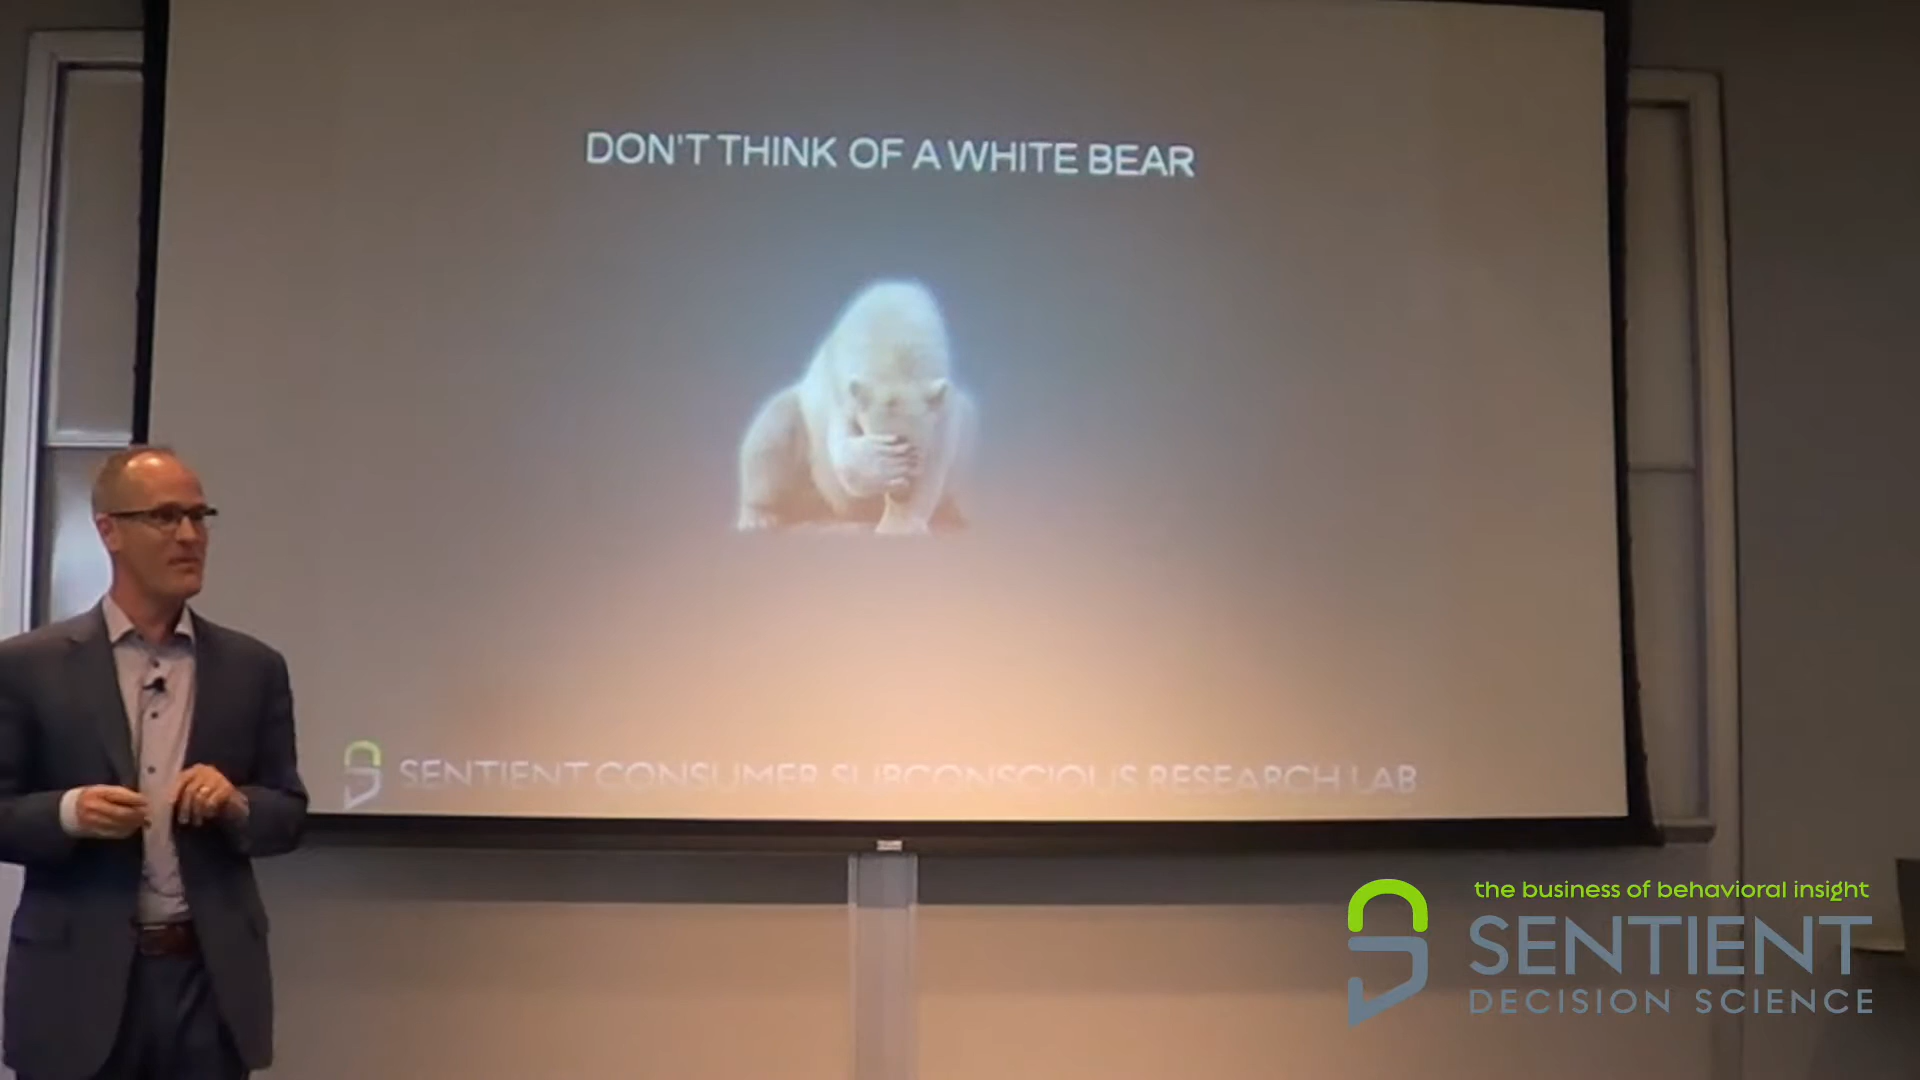 DON'T THINK OF A WHITE BEAR
SENTIENT CONSUMER SUBCONSCIOUS RESEARCH LAB
the business of behavioral insight
SENTIENT
DECISION SCIENCE